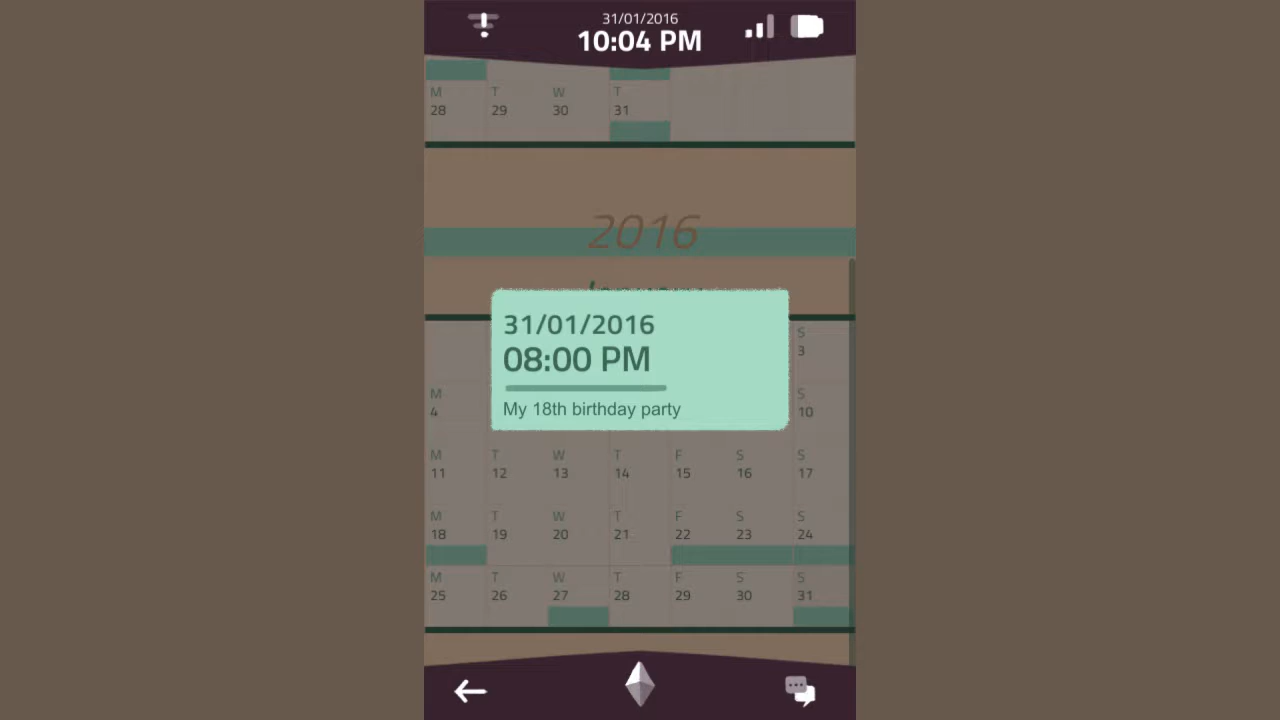 31/01/2016
10:04 PM
M T W T
28 29 30 31
2016
31/01/2016
08:00 PM
My 18th birthday party
S
3
M S
4 10
M T W T F S S
11 12 13 14 15 16 17
M T W T F S S
18 19 20 21 22 23 24
M T W T F S S
25 26 27 28 29 30 31